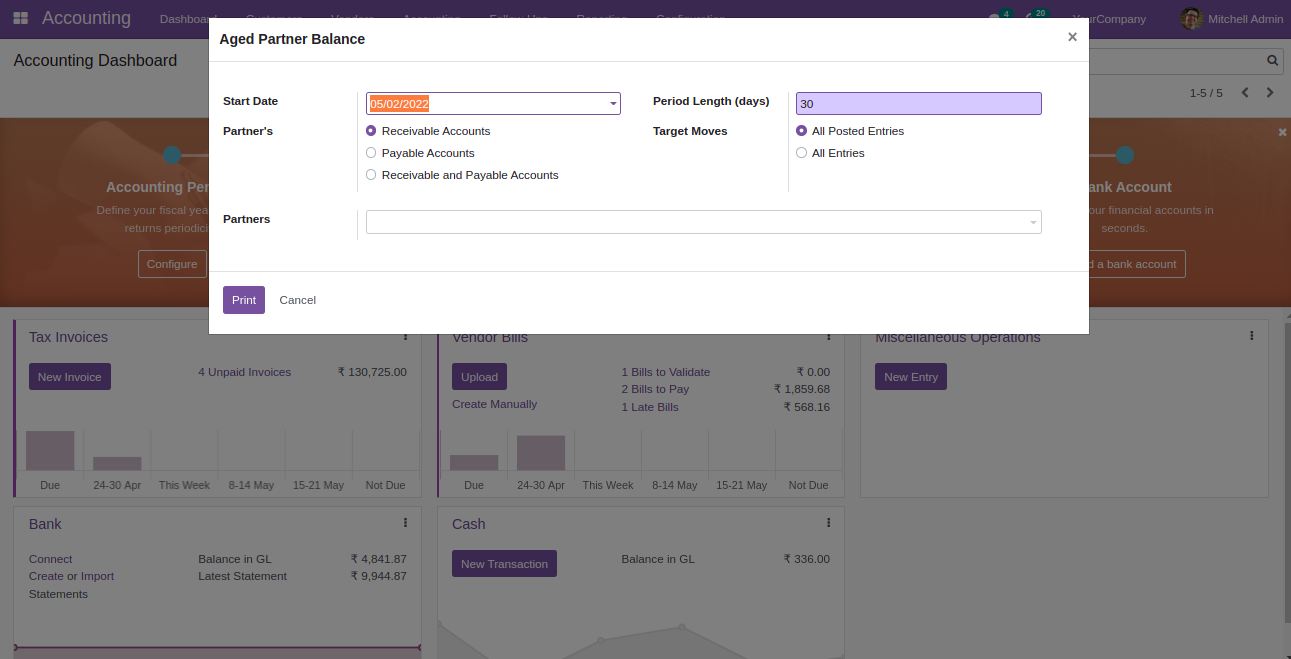 Accounting
Dashboard
Customers
Vendors
Accounting
Reporting
Configuration
4
20
YourCompany
Mitchell Admin
Accounting Dashboard
1-5 / 5
Aged Partner Balance
×
Start Date
05/02/2022
Period Length (days)
30
Partner's
Receivable Accounts
Payable Accounts
Receivable and Payable Accounts
Target Moves
All Posted Entries
All Entries
Partners
Print
Cancel
Accounting Per
Define your fiscal yea
returns periodici
Configure
ank Account
our financial accounts in
seconds.
d a bank account
Tax Invoices
New Invoice
4 Unpaid Invoices ₹ 130,725.00
Due 24-30 Apr This Week 8-14 May 15-21 May Not Due
Vendor Bills
Upload
Create Manually
1 Bills to Validate ₹ 0.00
2 Bills to Pay ₹ 1,859.68
1 Late Bills ₹ 568.16
Due 24-30 Apr This Week 8-14 May 15-21 May Not Due
Miscellaneous Operations
New Entry
Bank
Connect
Create or Import
Statements
Balance in GL ₹ 4,841.87
Latest Statement ₹ 9,944.87
Cash
New Transaction
Balance in GL ₹ 336.00